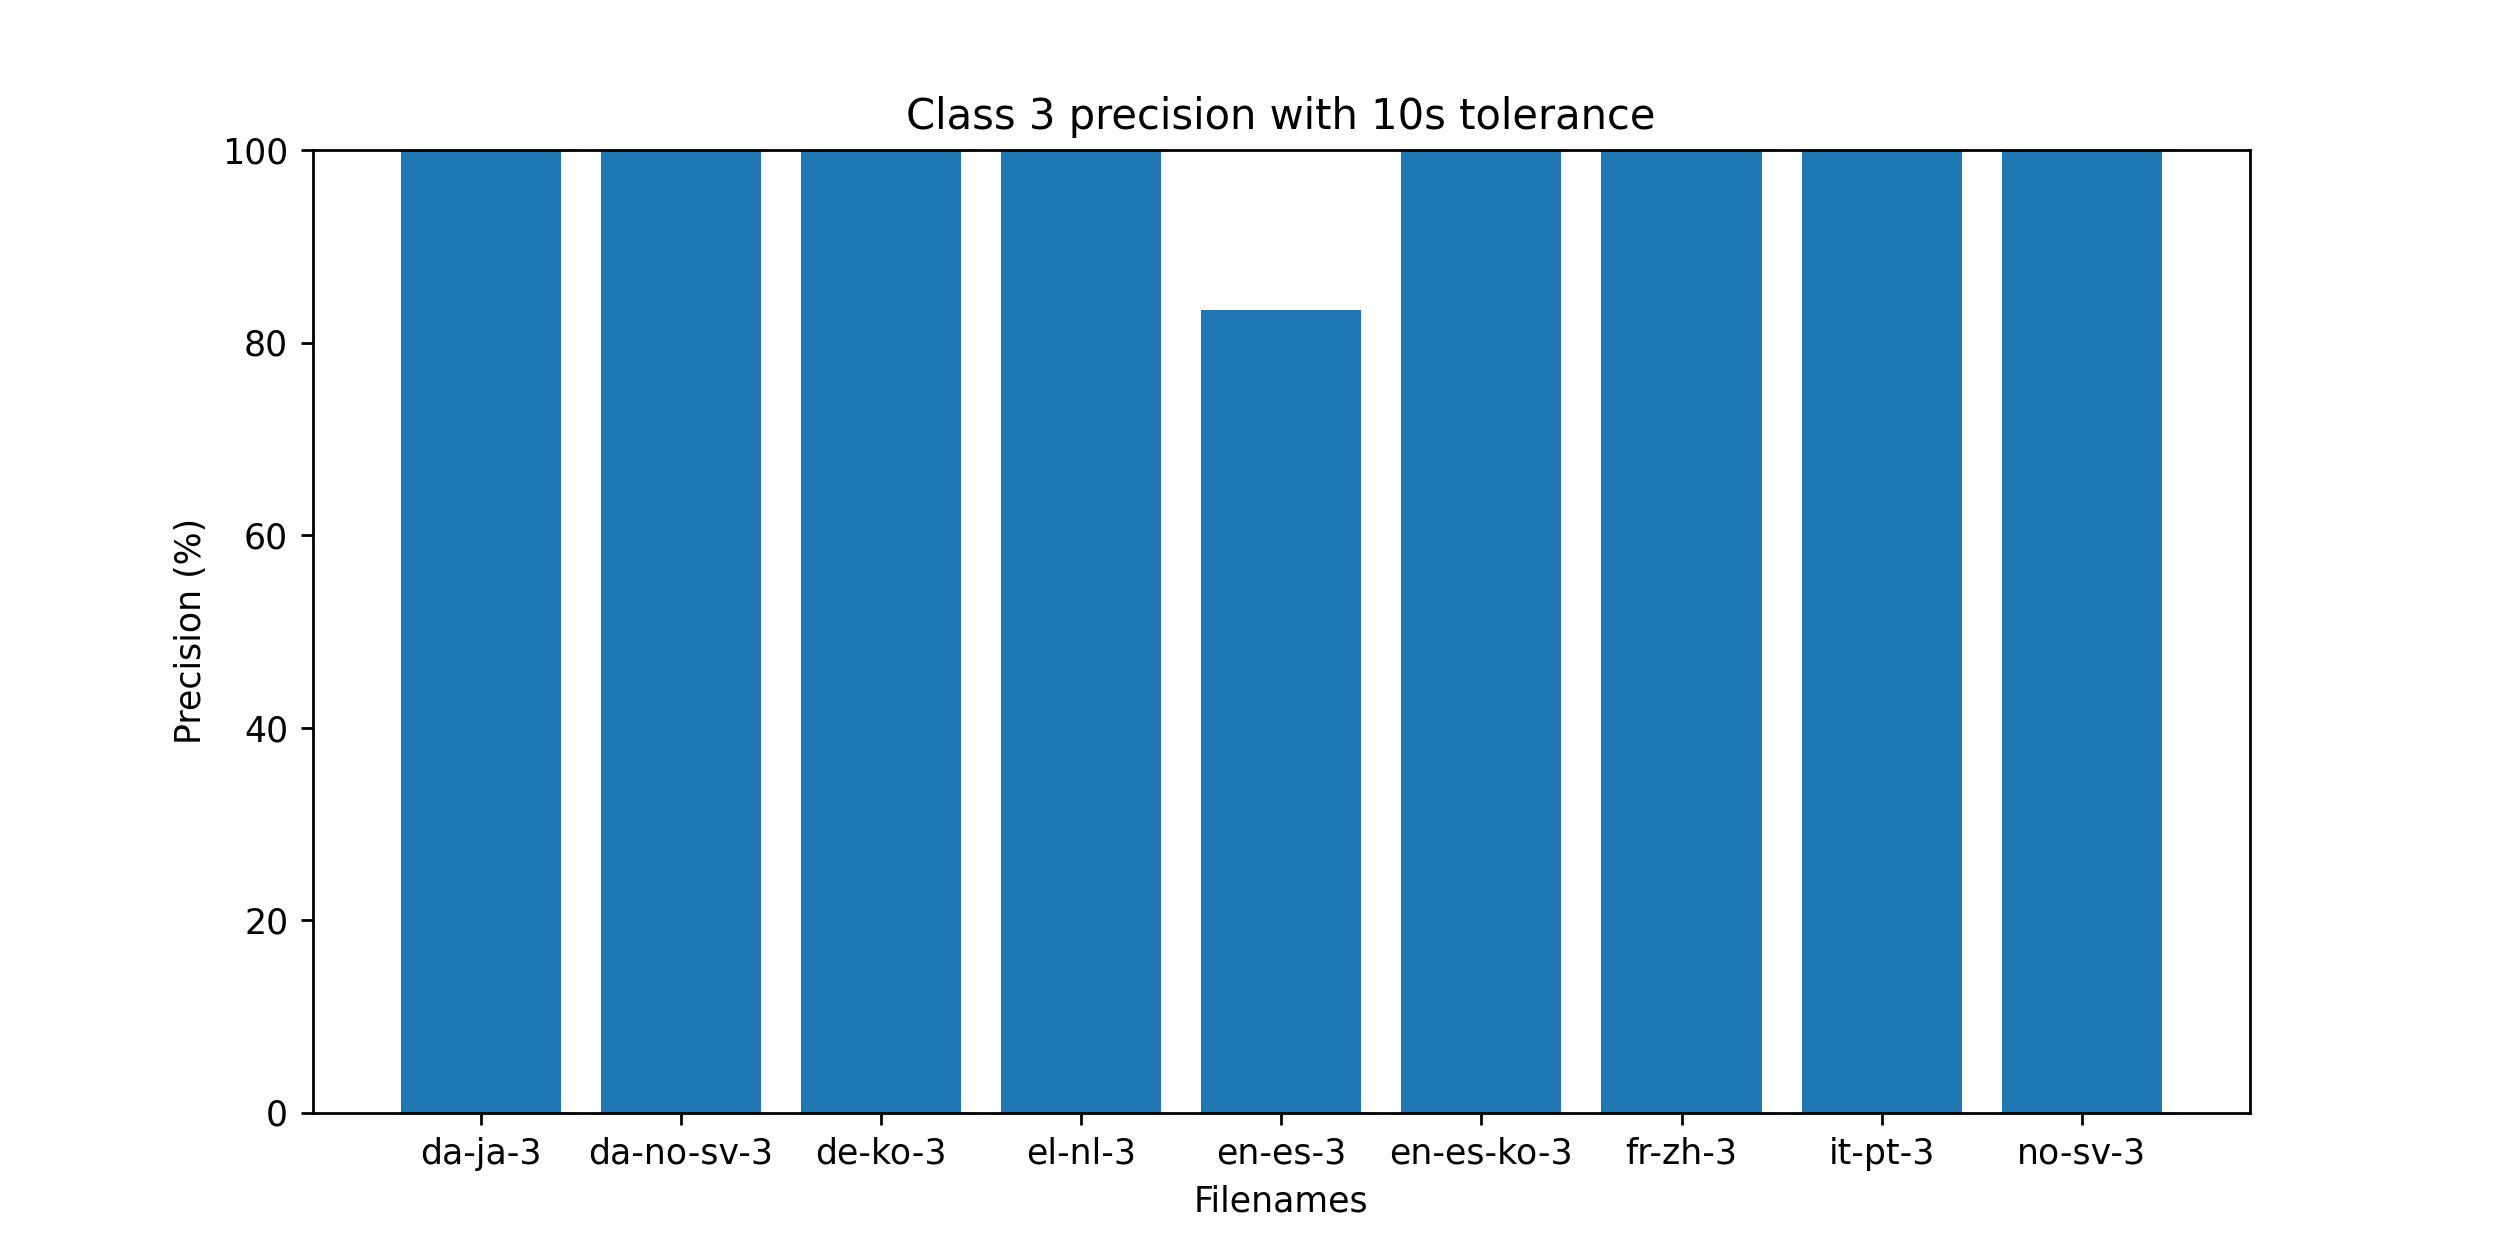 Class 3 precision with 10s tolerance
100
80
60
40
20
0
Precision (%)
da-ja-3 da-no-sv-3 de-ko-3 el-nl-3 en-es-3 en-es-ko-3 fr-zh-3 it-pt-3 no-sv-3
Filenames